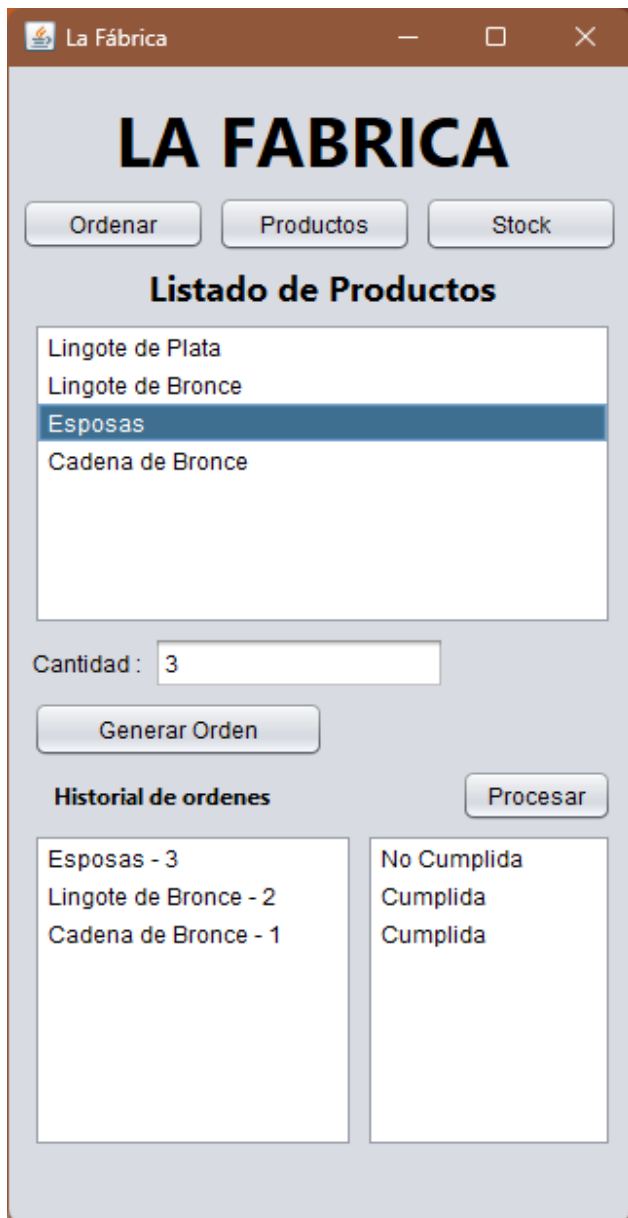 La Fábrica
LA FABRICA
Ordenar Productos Stock
Listado de Productos
Lingote de Plata
Lingote de Bronce
Esposas
Cadena de Bronce
Cantidad : 3
Generar Orden
Historial de ordenes Procesar
Esposas - 3 No Cumplida
Lingote de Bronce - 2 Cumplida
Cadena de Bronce - 1 Cumplida